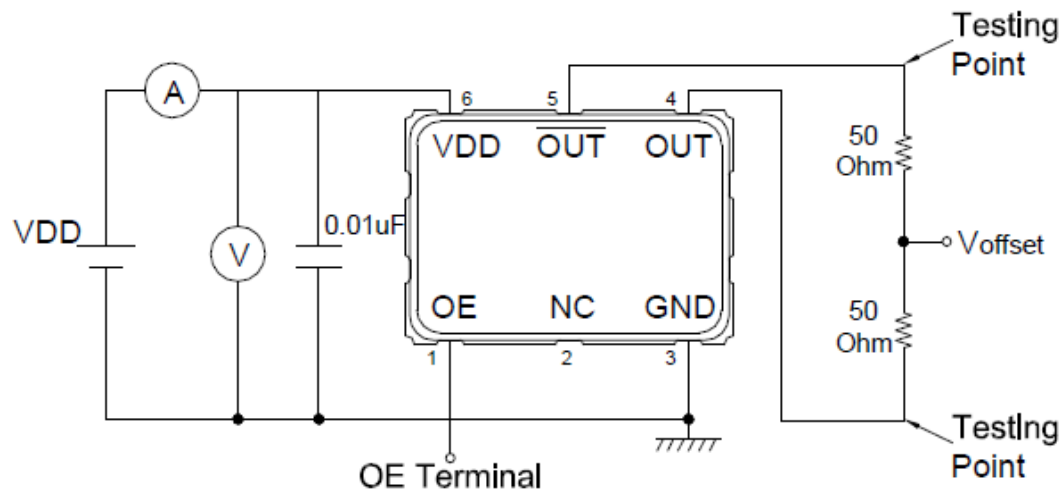 Testing
Point
A
6
5
4
VDD
OUT
OUT
50
Ohm
VDD
0.01uF
V
Voffset
OE
NC
GND
50
Ohm
1
2
3
OE Terminal
TestIng
Point